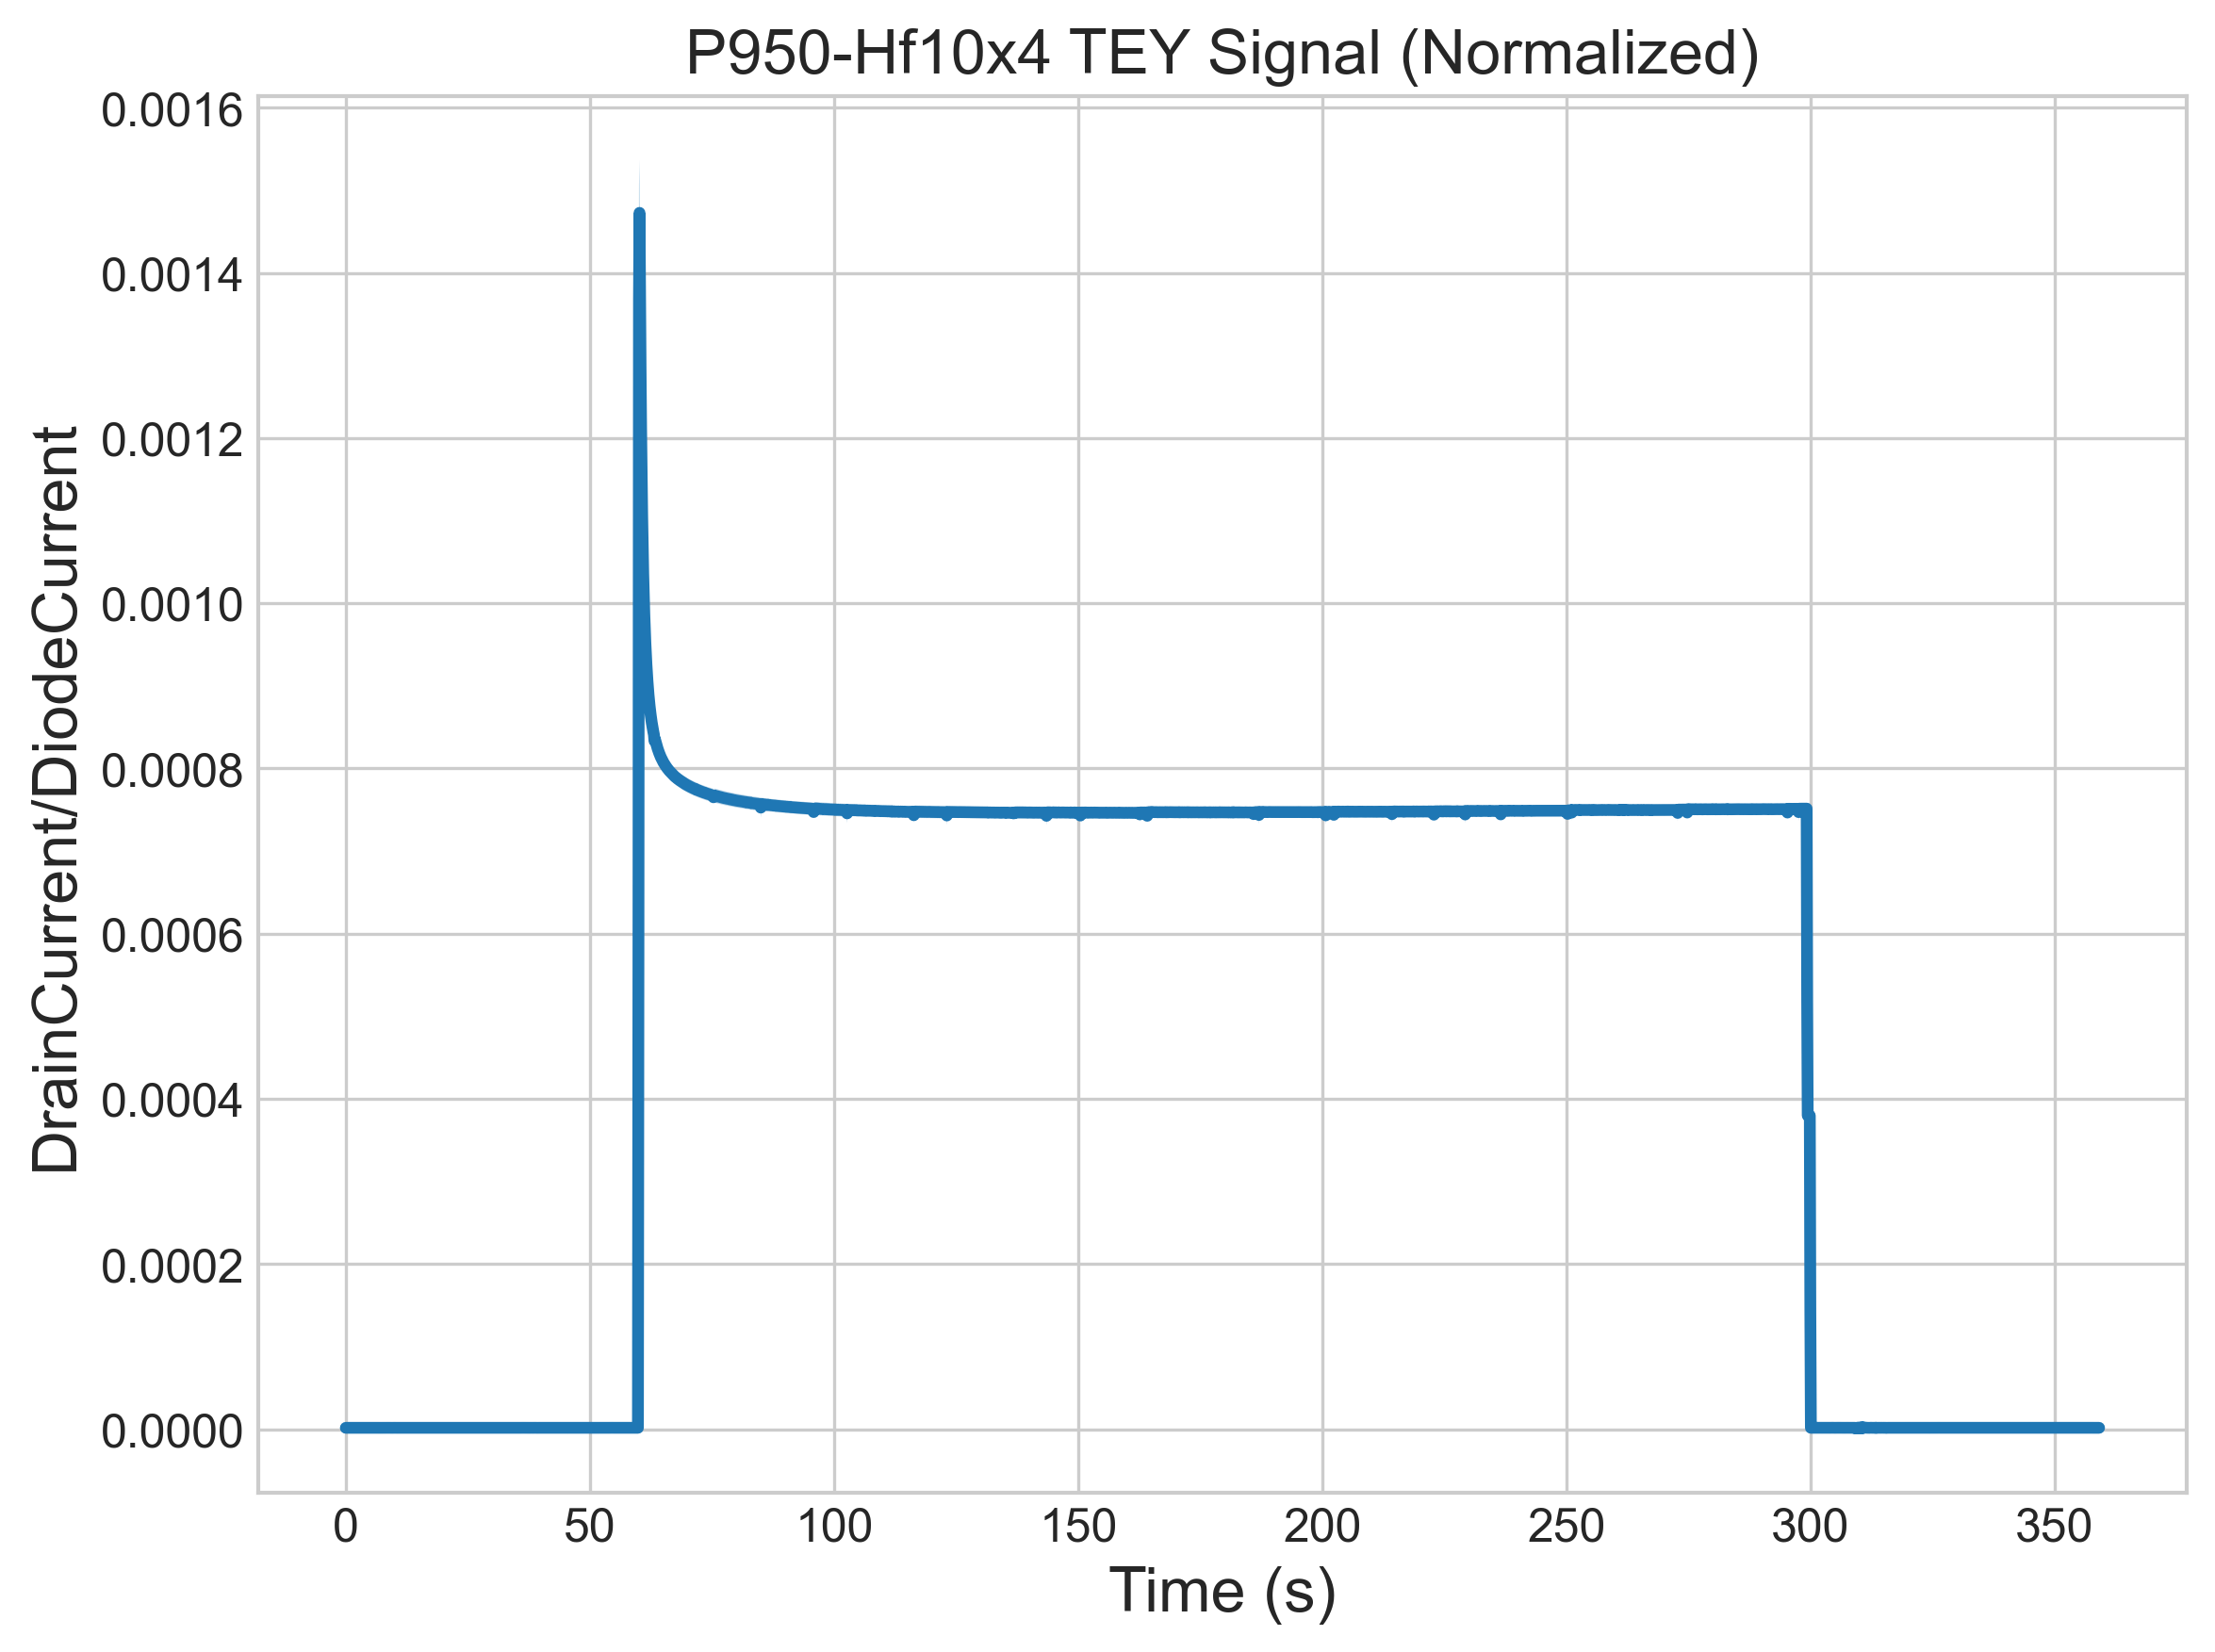 P950-Hf10x4 TEY Signal (Normalized)
0.0016
0.0014
0.0012
0.0010
0.0008
0.0006
0.0004
0.0002
0.0000
DrainCurrent/DiodeCurrent
0 50 100 150 200 250 300 350
Time (s)